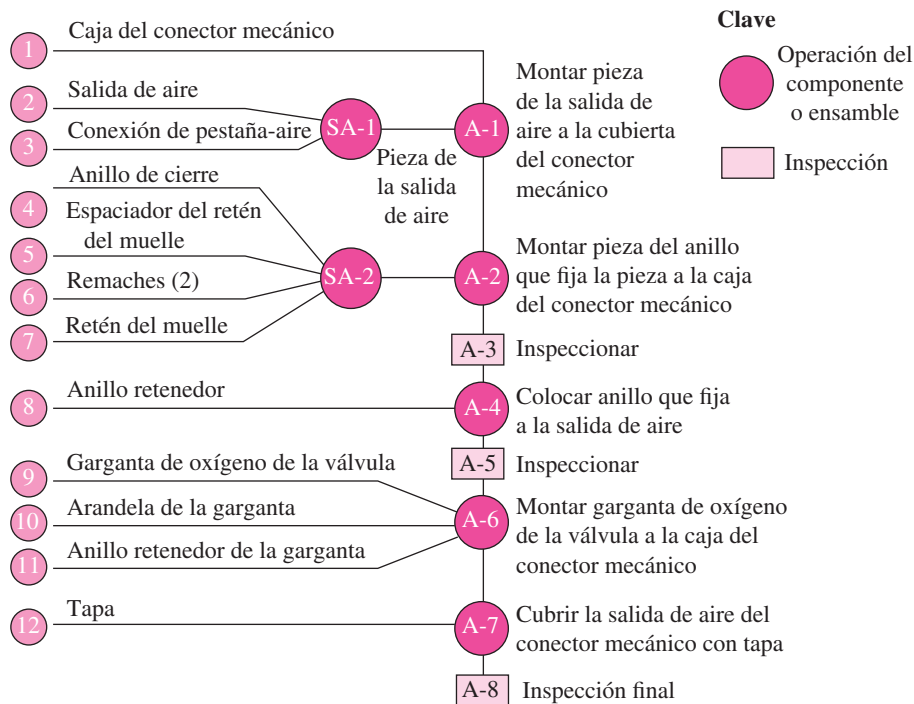 Clave
Operación del
componente
o ensamble
Inspección
1
Caja del conector mecánico
2
Salida de aire
3
Conexión de pestaña-aire
SA-1
Pieza de
la salida
de aire
A-1
Montar pieza
de la salida de
aire a la cubierta
del conector
mecánico
Anillo de cierre
4
Espaciador del retén
del muelle
5
6
Remaches (2)
7
Retén del muelle
SA-2
A-2
Montar pieza del anillo
que fija la pieza a la caja
del conector mecánico
A-3
Inspeccionar
8
Anillo retenedor
A-4
Colocar anillo que fija
a la salida de aire
A-5
Inspeccionar
9
Garganta de oxígeno de la válvula
10
Arandela de la garganta
11
Anillo retenedor de la garganta
A-6
Montar garganta de oxígeno
de la válvula a la caja del
conector mecánico
12
Tapa
A-7
Cubrir la salida de aire del
conector mecánico con tapa
A-8
Inspección final